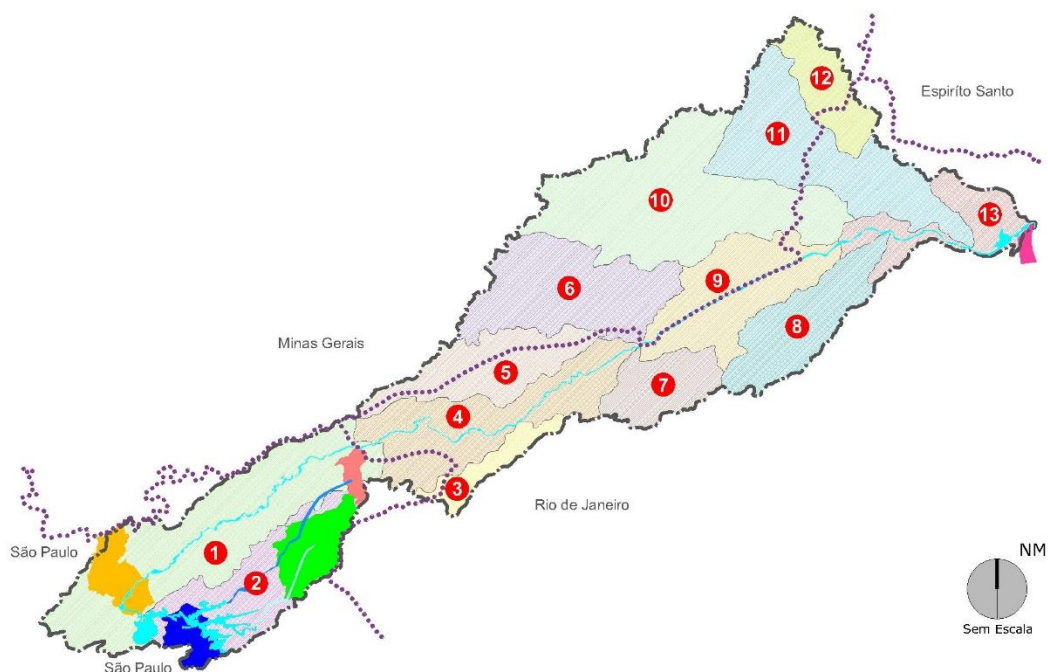 12
Espiríto Santo
11
10
13
9
6
8
Minas Gerais
5
7
4
3
Rio de Janeiro
São Paulo
1
NM
2
Sem Escala
São Paulo